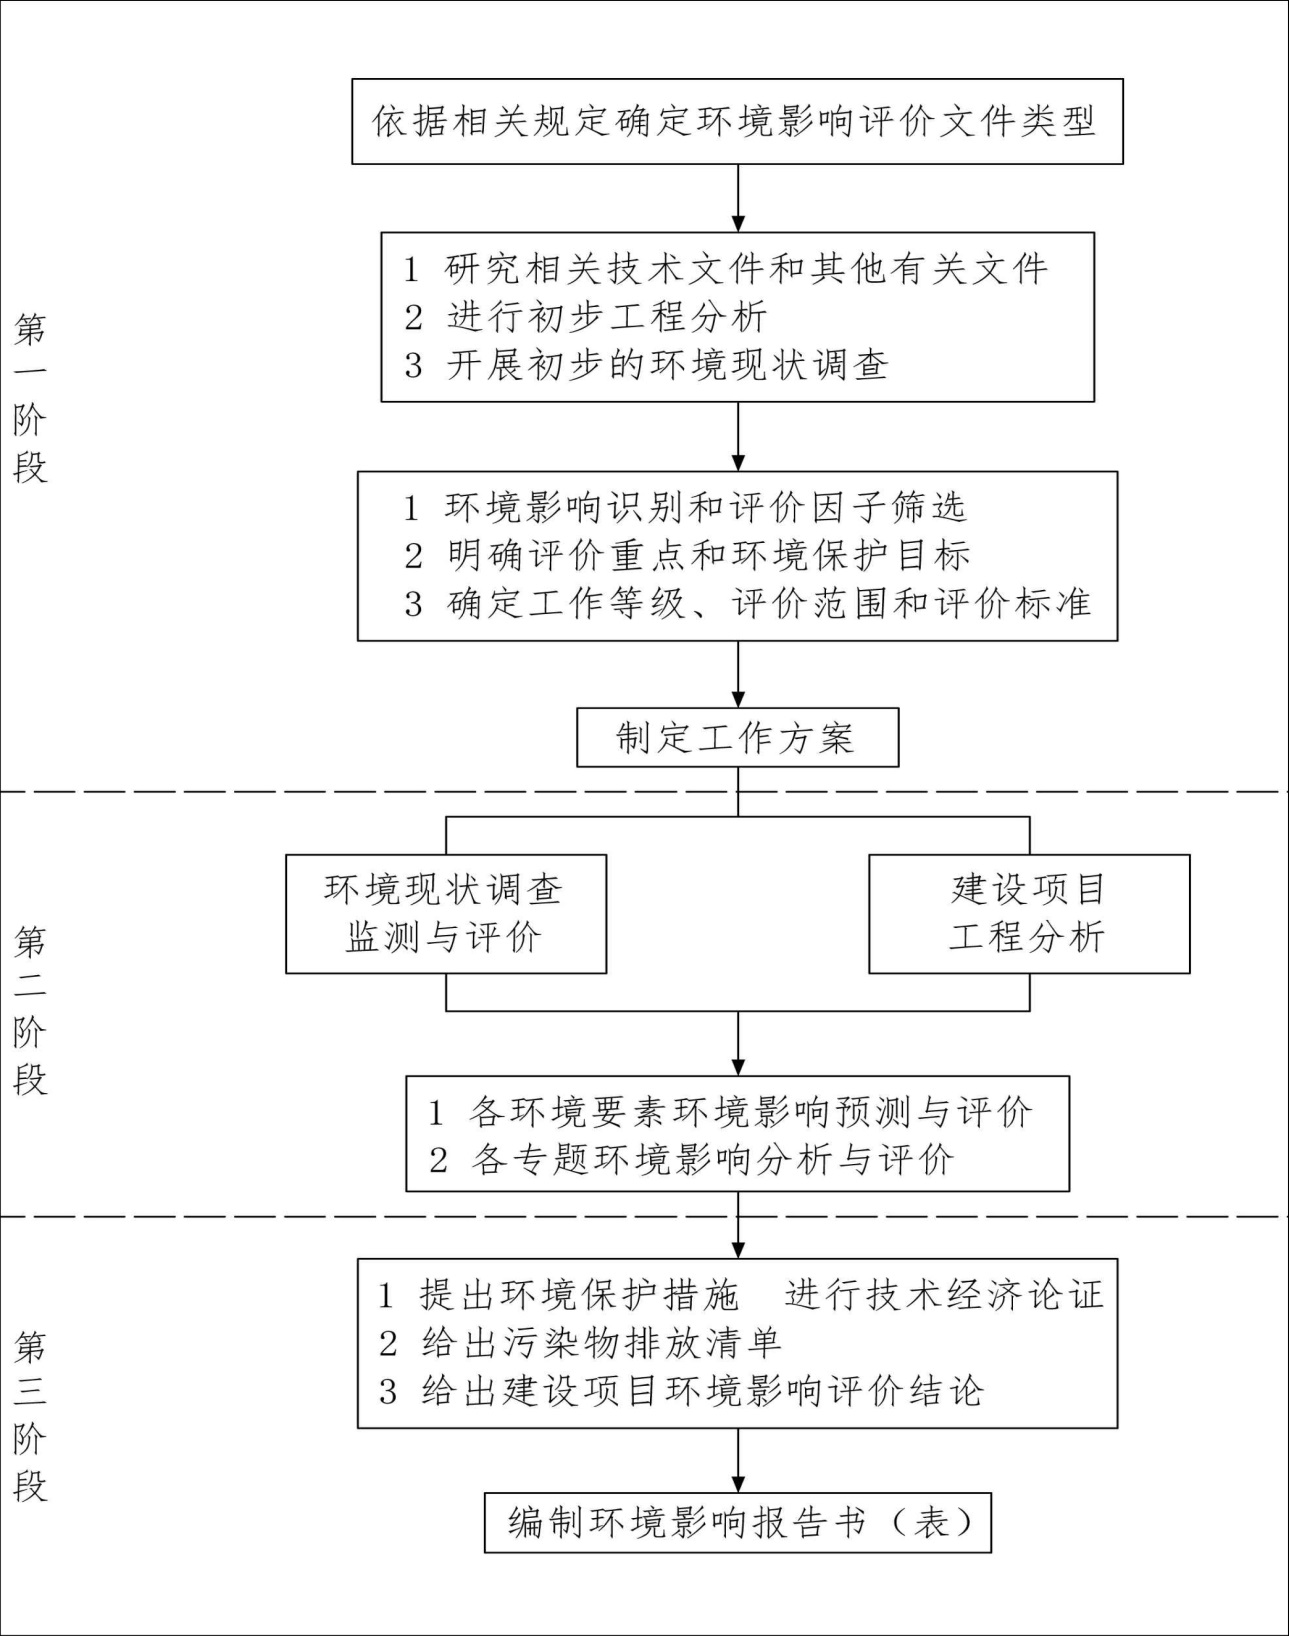 依据相关规定确定环境影响评价文件类型
1 研究相关技术文件和其他有关文件
2 进行初步工程分析
3 开展初步的环境现状调查
第一阶段
1 环境影响识别和评价因子筛选
2 明确评价重点和环境保护目标
3 确定工作等级、评价范围和评价标准
制定工作方案
环境现状调查
监测与评价
建设项目
工程分析
第二阶段
1 各环境要素环境影响预测与评价
2 各专题环境影响分析与评价
1 提出环境保护措施 进行技术经济论证
2 给出污染物排放清单
3 给出建设项目环境影响评价结论
第三阶段
编制环境影响报告书（表）